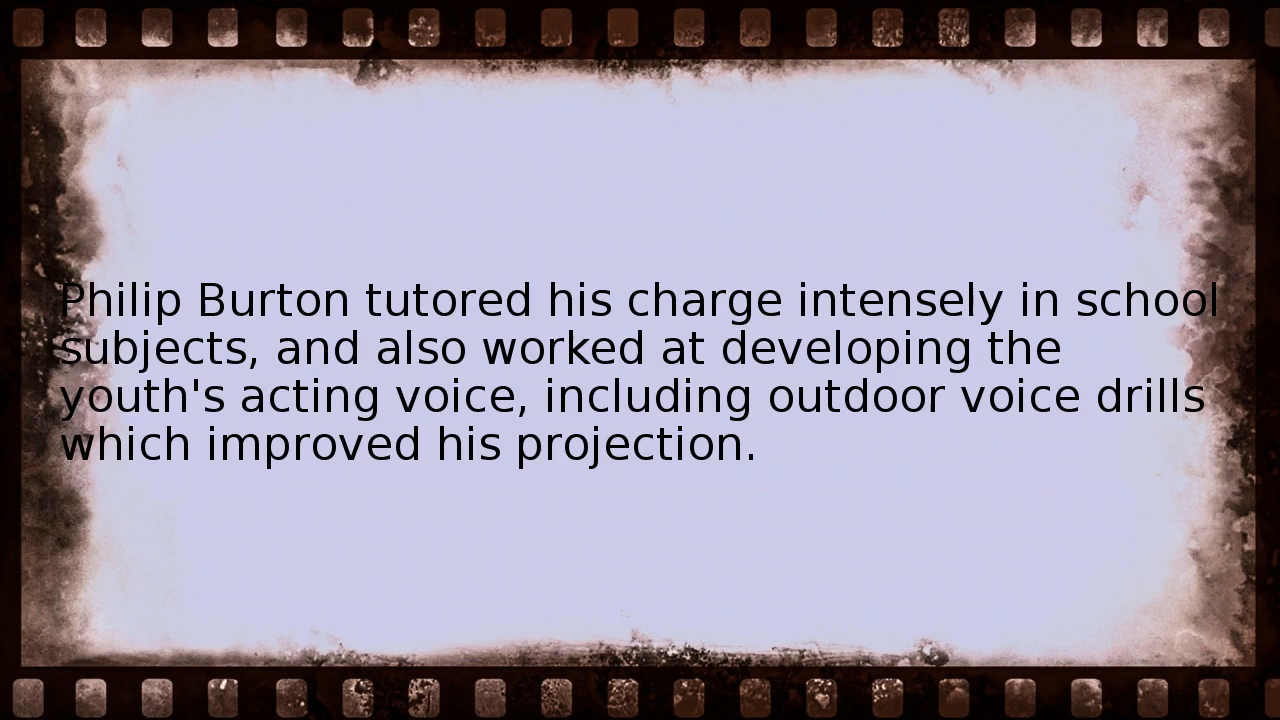 Philip Burton tutored his charge intensely in school
subjects, and also worked at developing the
youth's acting voice, including outdoor voice drills
which improved his projection.